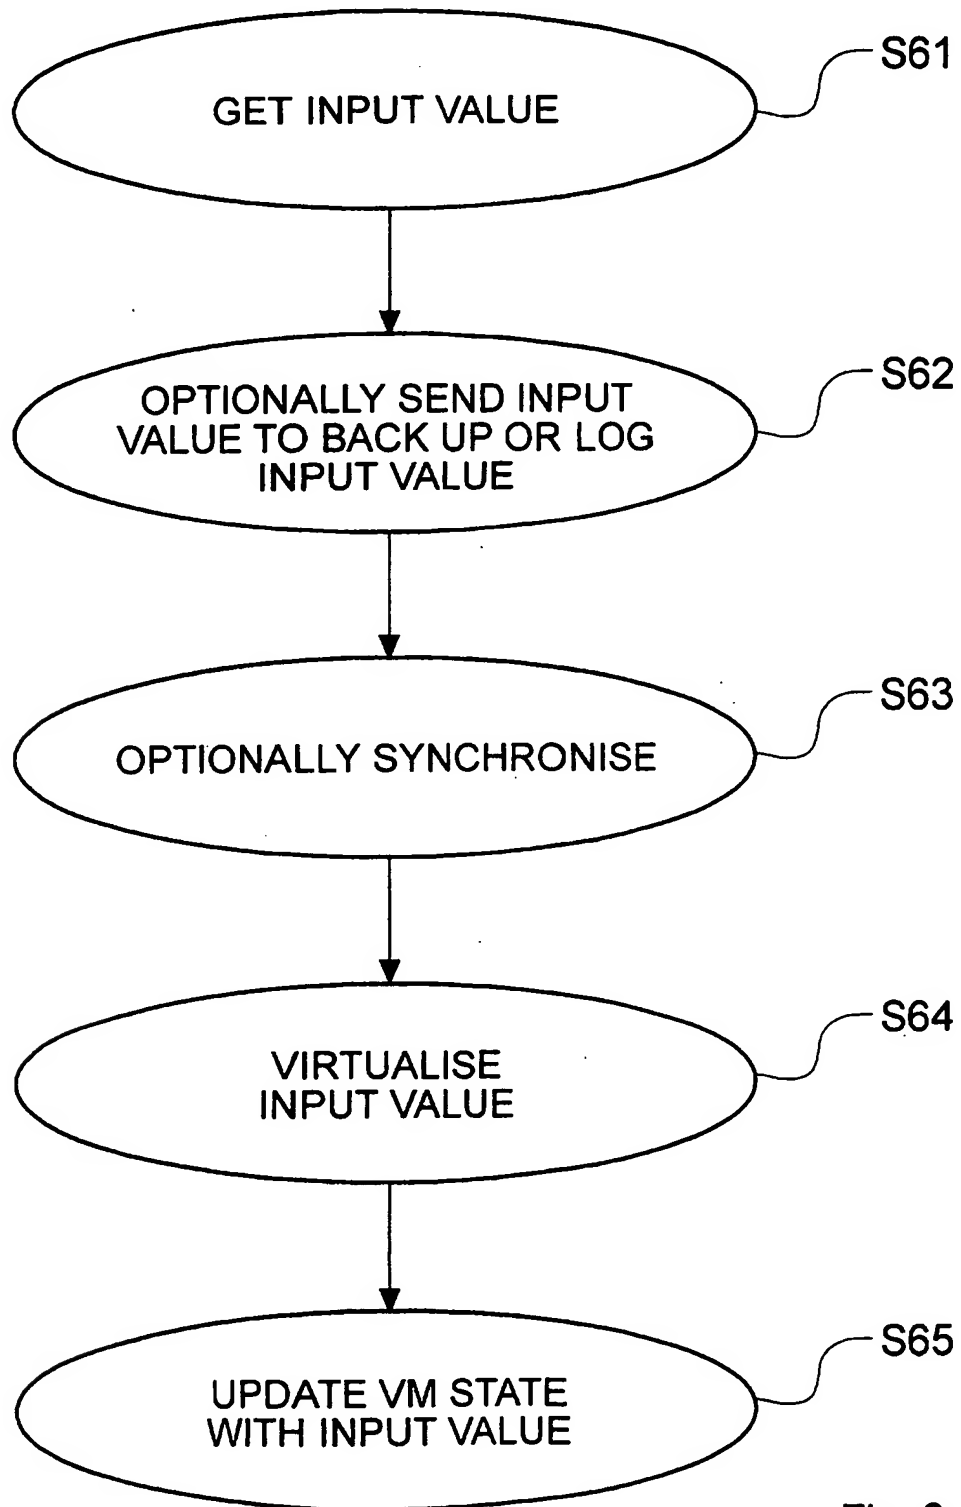 GET INPUT VALUE
S61
OPTIONALLY SEND INPUT
VALUE TO BACK UP OR LOG
INPUT VALUE
S62
OPTIONALLY SYNCHRONISE
S63
VIRTUALISE
INPUT VALUE
S64
UPDATE VM STATE
WITH INPUT VALUE
S65